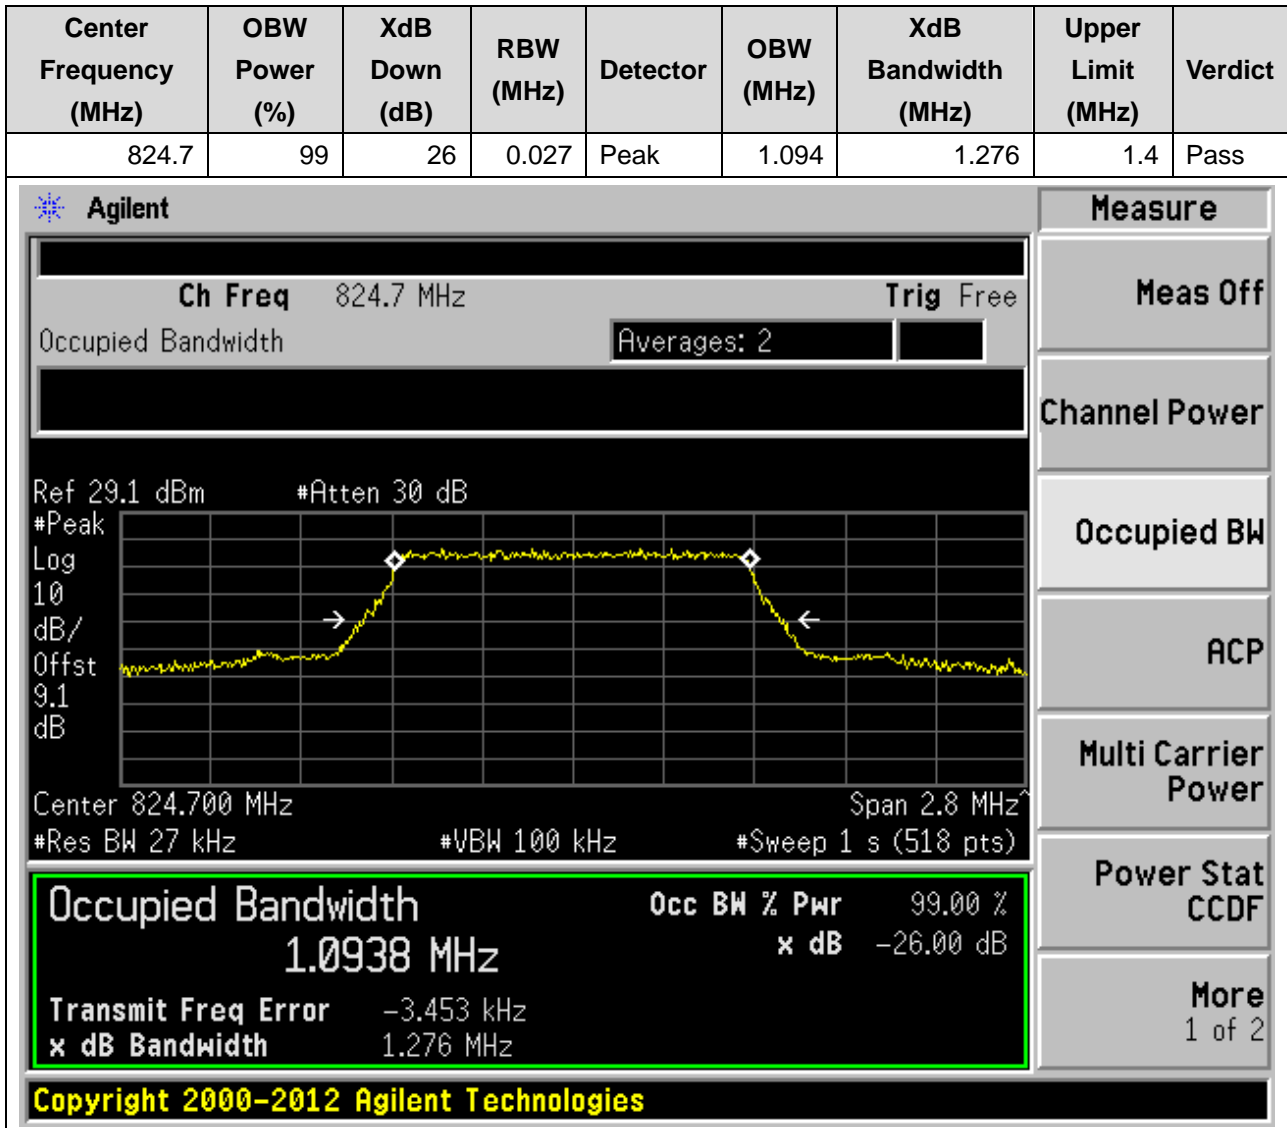 Center Frequency (MHz) OBW Power (%) XdB Down (dB) RBW (MHz) Detector OBW (MHz) XdB Bandwidth (MHz) Upper Limit (MHz) Verdict
824.7 99 26 0.027 Peak 1.094 1.276 1.4 Pass
Agilent
Ch Freq 824.7 MHz Trig Free
Occupied Bandwidth Averages: 2
Ref 29.1 dBm #Atten 30 dB
#Peak
Log
10
dB/
Offst
9.1
dB
Center 824.700 MHz Span 2.8 MHz^
#Res BW 27 kHz #VBW 100 kHz #Sweep 1 s (518 pts)
Occupied Bandwidth Occ BW % Pwr 99.00 %
1.0938 MHz x dB -26.00 dB
Transmit Freq Error -3.453 kHz
x dB Bandwidth 1.276 MHz
Measure
Meas Off
Channel Power
Occupied BW
ACP
Multi Carrier
Power
Power Stat
CCDF
More
1 of 2
Copyright 2000-2012 Agilent Technologies